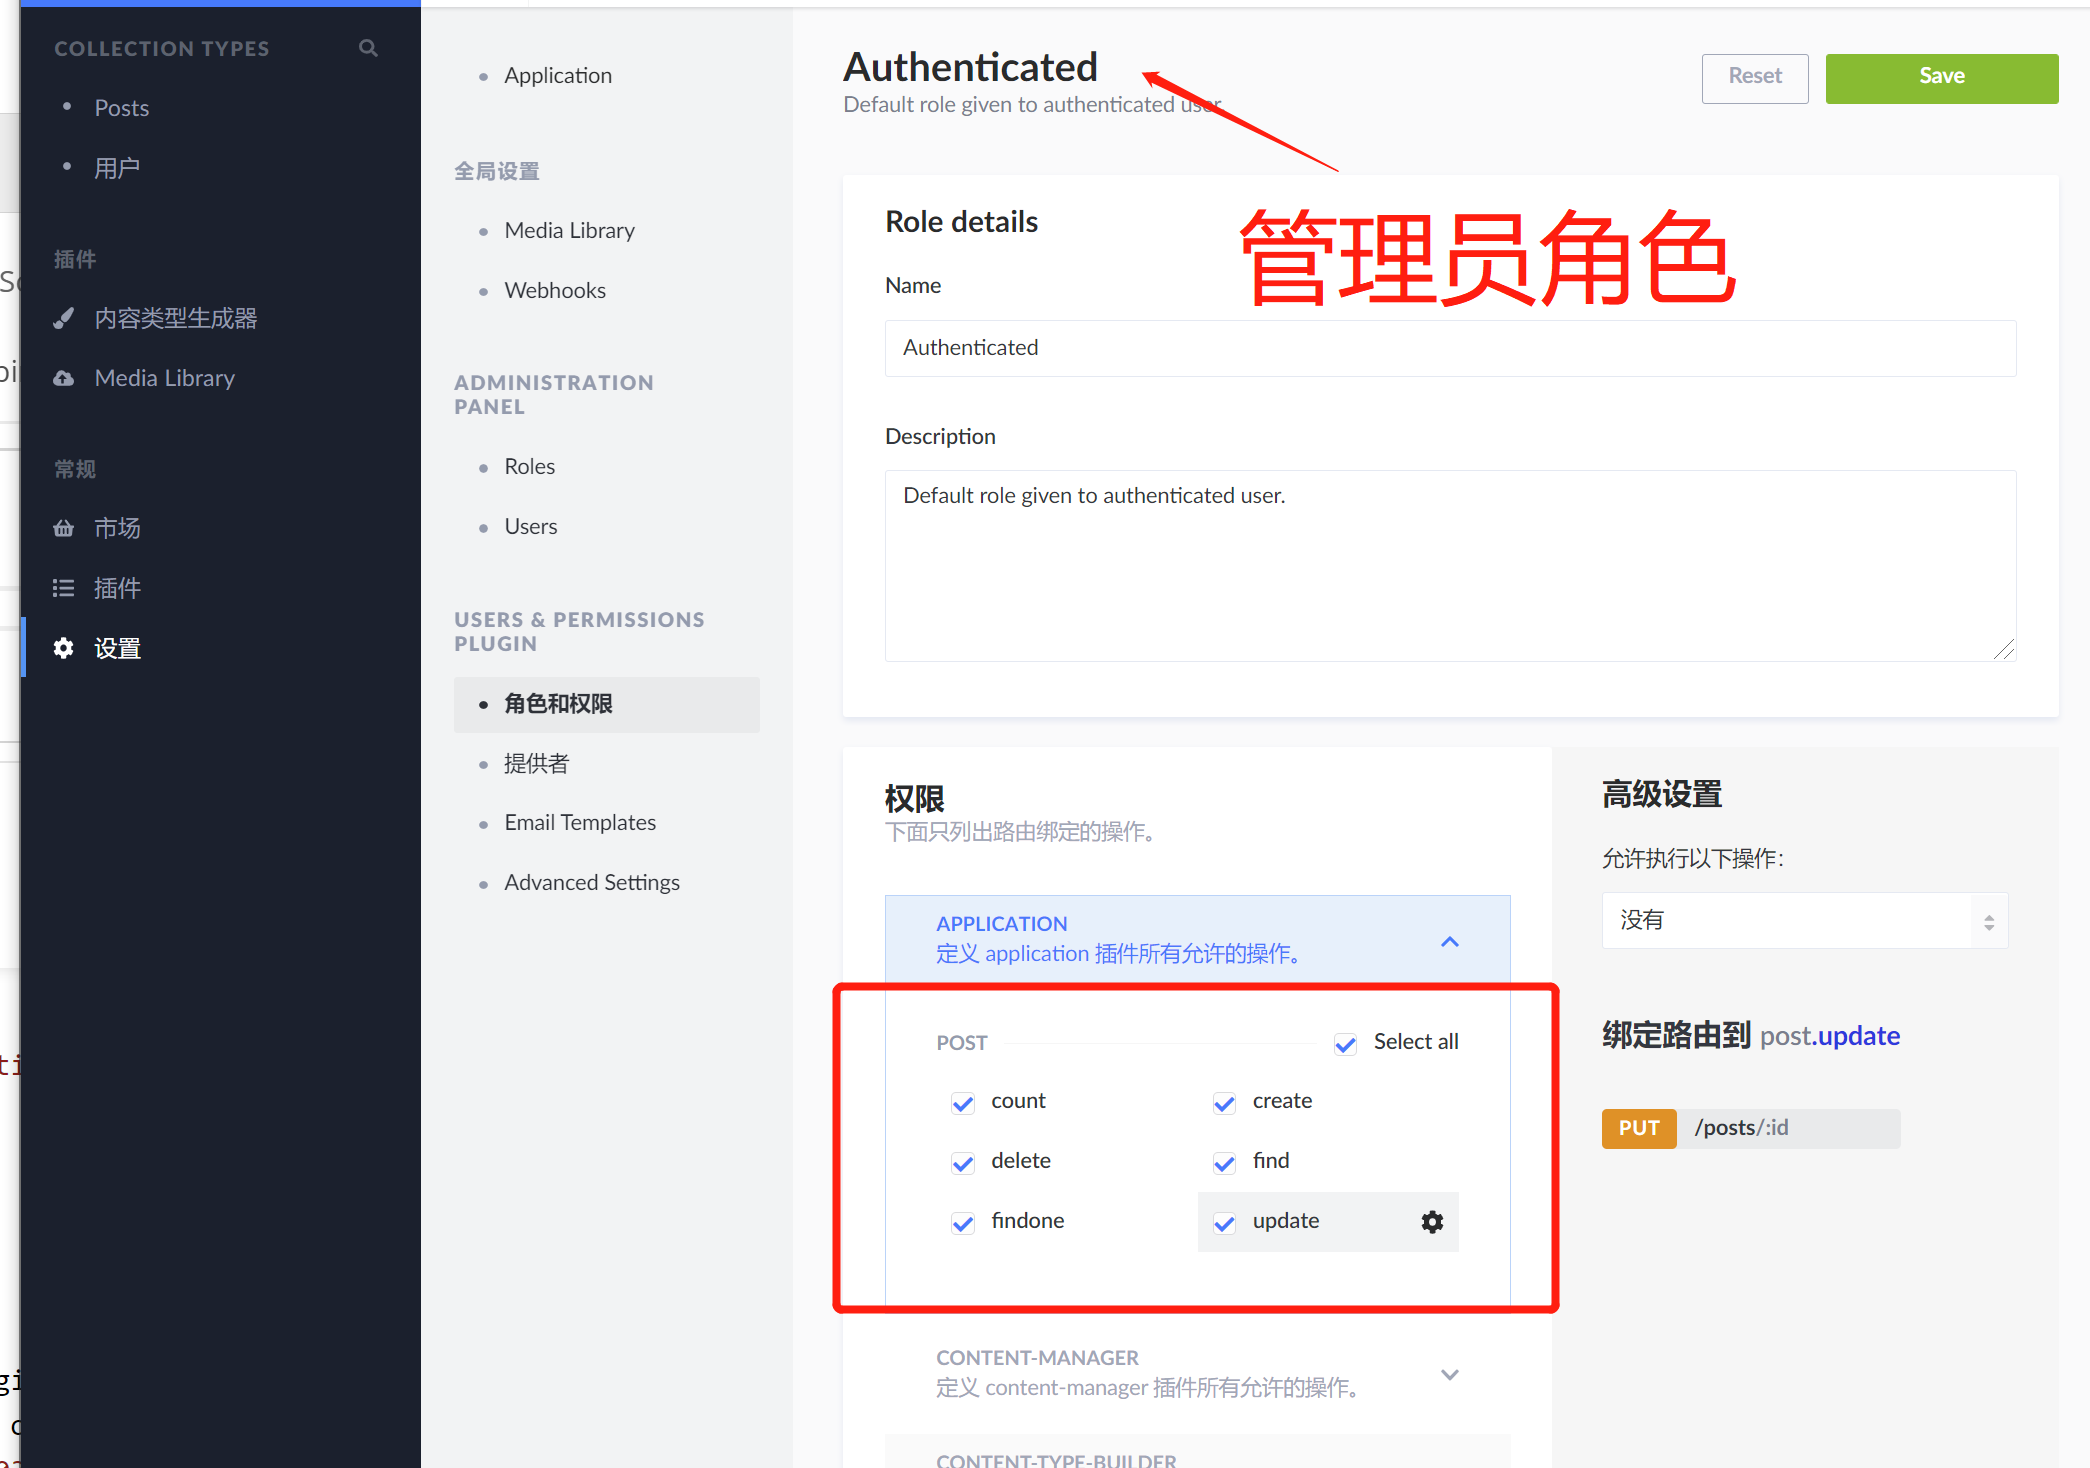 COLLECTION TYPES
Posts
用户
插件
内容类型生成器
Media Library
常规
市场
插件
设置
Application
全局设置
Media Library
Webhooks
ADMINISTRATION
PANEL
Roles
Users
USERS & PERMISSIONS
PLUGIN
角色和权限
提供者
Email Templates
Advanced Settings
Authenticated
Default role given to authenticated user.
Reset
Save
管理员角色
Role details
Name
Authenticated
Description
Default role given to authenticated user.
权限
下面只列出路由绑定的操作。
APPLICATION
定义 application 插件所有允许的操作。
POST
Select all
count
create
delete
find
findone
update
CONTENT-MANAGER
定义 content-manager 插件所有允许的操作。
CONTENT-TYPE-BUILDER
高级设置
允许执行以下操作:
没有
绑定路由到 post.update
PUT /posts/:id